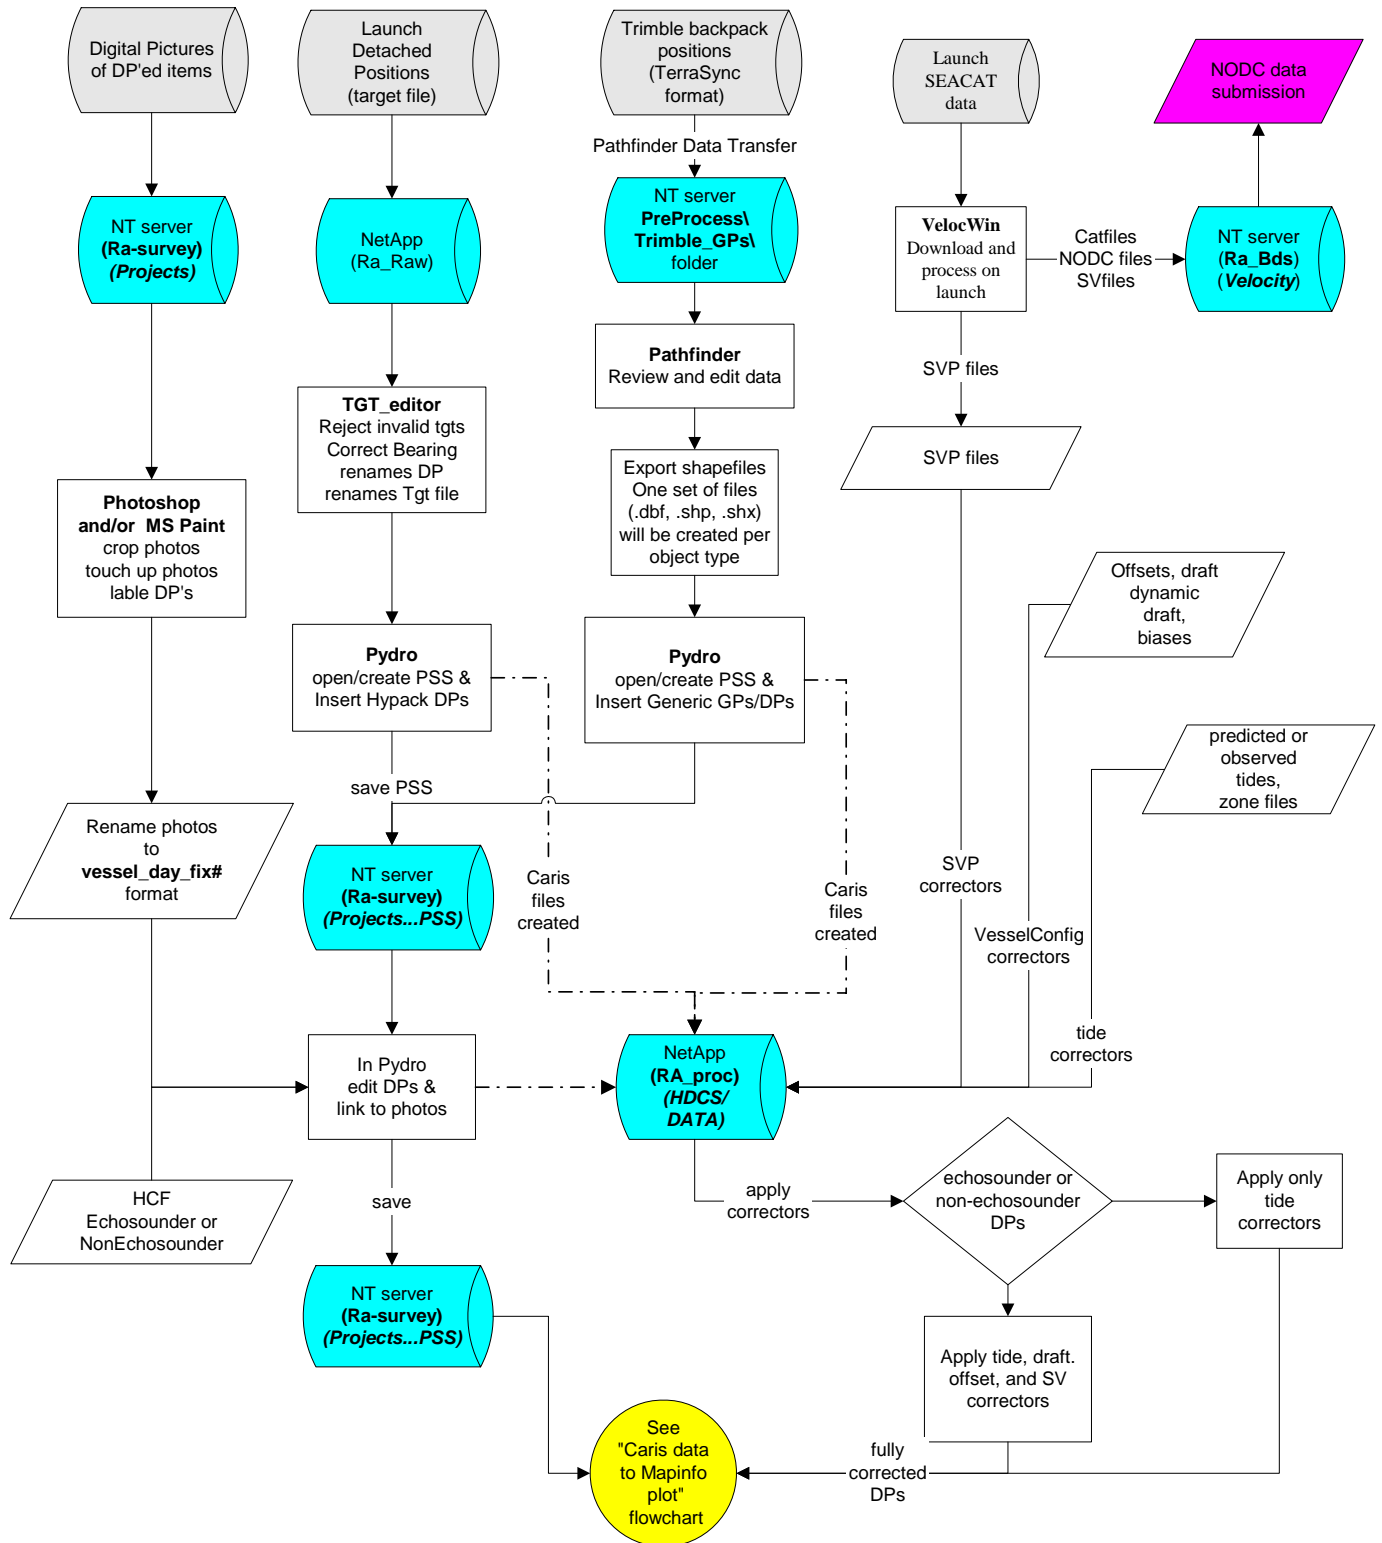 Digital Pictures
of DP'ed items
Launch
Detached
Positions
(target file)
Trimble backpack
positions
(TerraSync
format)
Launch
SEACAT
data
NODC data
submission
Pathfinder Data Transfer
NT server
(Ra-survey)
(Projects)
NetApp
(Ra_Raw)
NT server
PreProcess\
Trimble_GPs\
folder
VelocWin
Download and
process on
launch
Catfiles
NODC files
SVfiles
NT server
(Ra_Bds)
(Velocity)
Pathfinder
Review and edit data
SVP files
TGT_editor
Reject invalid tgts
Correct Bearing
renames DP
renames Tgt file
SVP files
Photoshop
and/or MS Paint
crop photos
touch up photos
lable DP's
Export shapefiles
One set of files
(.dbf, .shp, .shx)
will be created per
object type
Offsets, draft
dynamic
draft,
biases
Pydro
open/create PSS &
Insert Hypack DPs
Pydro
open/create PSS &
Insert Generic GPs/DPs
predicted or
observed
tides,
zone files
save PSS
Rename photos
to
vessel_day_fix#
format
NT server
(Ra-survey)
(Projects...PSS)
Caris
files
created
Caris
files
created
SVP
correctors
VesselConfig
correctors
tide
correctors
In Pydro
edit DPs &
link to photos
NetApp
(RA_proc)
(HDCS/
DATA)
HCF
Echosounder or
NonEchosounder
save
apply
correctors
echosounder or
non-echosounder
DPs
Apply only
tide
correctors
NT server
(Ra-survey)
(Projects...PSS)
Apply tide, draft.
offset, and SV
correctors
See
"Caris data
to Mapinfo
plot"
flowchart
fully
corrected
DPs